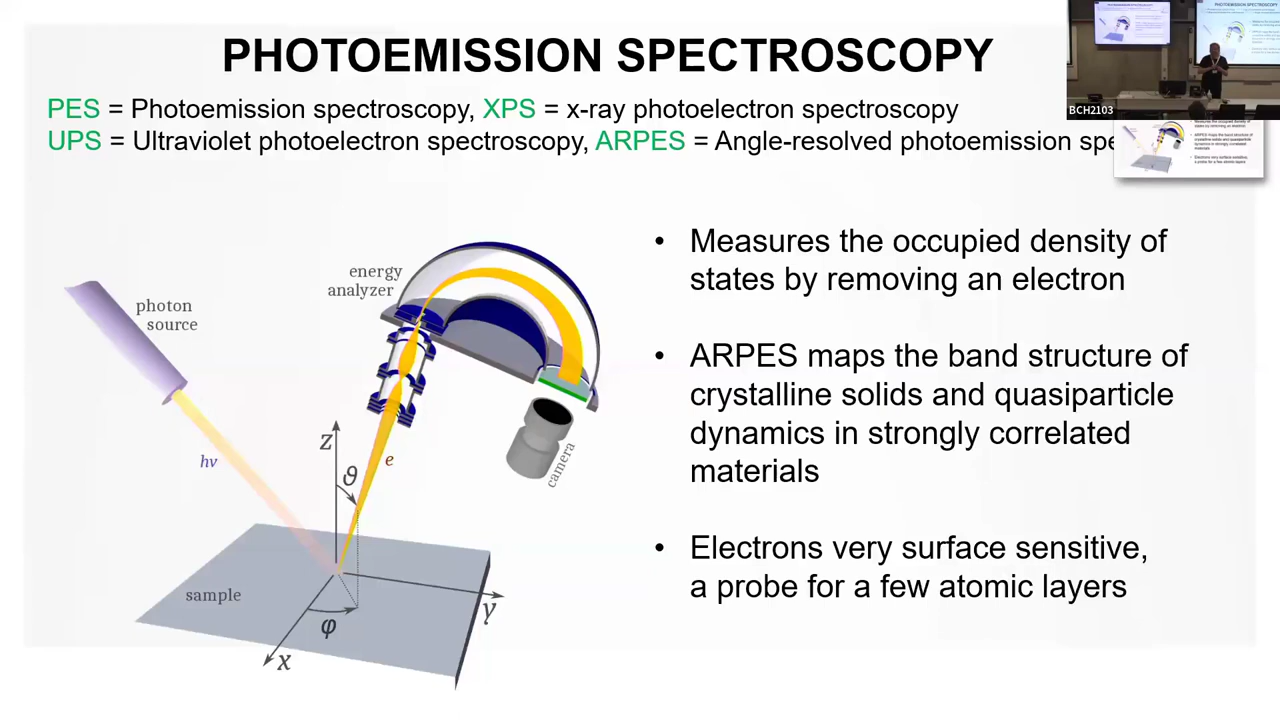 PHOTOEMISSION SPECTROSCOPY
PES = Photoemission spectroscopy, XPS = x-ray photoelectron spectroscopy
UPS = Ultraviolet photoelectron spectroscopy, ARPES = Angle-resolved photoemission spe
BCH2103
energy
analyzer
photon
source
hν
z
ϑ
e
camera
sample
y
φ
x
• Measures the occupied density of
states by removing an electron
• ARPES maps the band structure of
crystalline solids and quasiparticle
dynamics in strongly correlated
materials
• Electrons very surface sensitive,
a probe for a few atomic layers